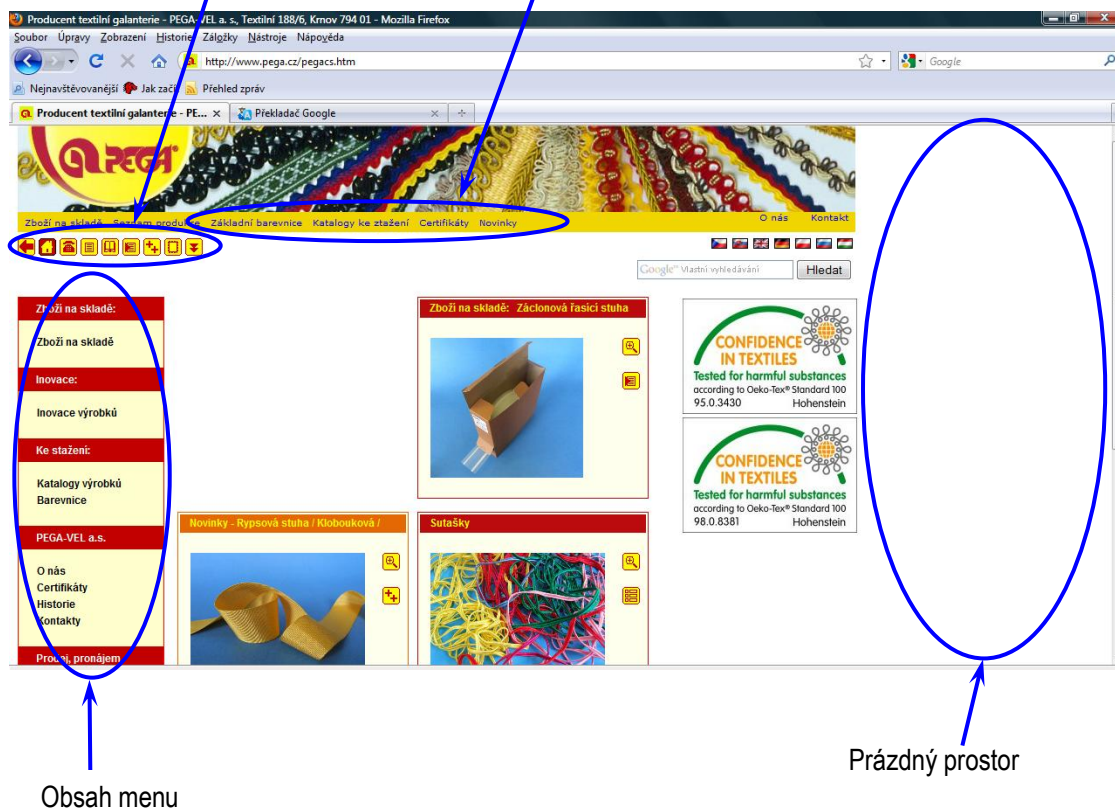 Producent textilní galanterie - PEGA-VEL a. s., Textilní 188/6, Krnov 794 01 - Mozilla Firefox
Soubor Úpravy Zobrazení Historie Záložky Nástroje Nápověda
http://www.pega.cz/pegacs.htm
Google
Nejnavštěvovanější Jak začít Přehled zpráv
Producent textilní galanterie - PE... Překladač Google
PEGA
Zboží na skladě Seznam produktů Základní barevnice Katalogy ke ztažení Certifikáty Novinky O nás Kontakt
Google™ Vlastní vyhledávání Hledat
Zboží na skladě:
Zboží na skladě
Inovace:
Inovace výrobků
Ke stažení:
Katalogy výrobků
Barevnice
PEGA-VEL a.s.
O nás
Certifikáty
Historie
Kontakty
Prodej, pronájem
Zboží na skladě: Záclonová řasící stuha
Novinky - Rypsová stuha / Klobouková /
Sutašky
CONFIDENCE
IN TEXTILES
Tested for harmful substances
according to Oeko-Tex® Standard 100
95.0.3430 Hohenstein
CONFIDENCE
IN TEXTILES
Tested for harmful substances
according to Oeko-Tex® Standard 100
98.0.8381 Hohenstein
Prázdný prostor
Obsah menu